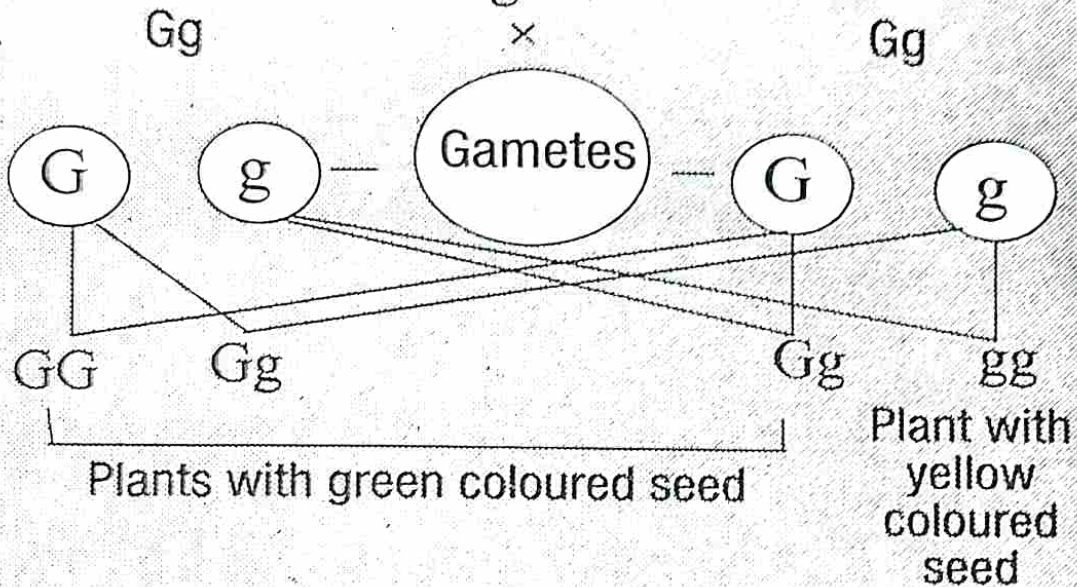 Gg × Gg
G g — Gametes — G g
GG Gg Gg gg
Plants with green coloured seed
Plant with
yellow
coloured
seed